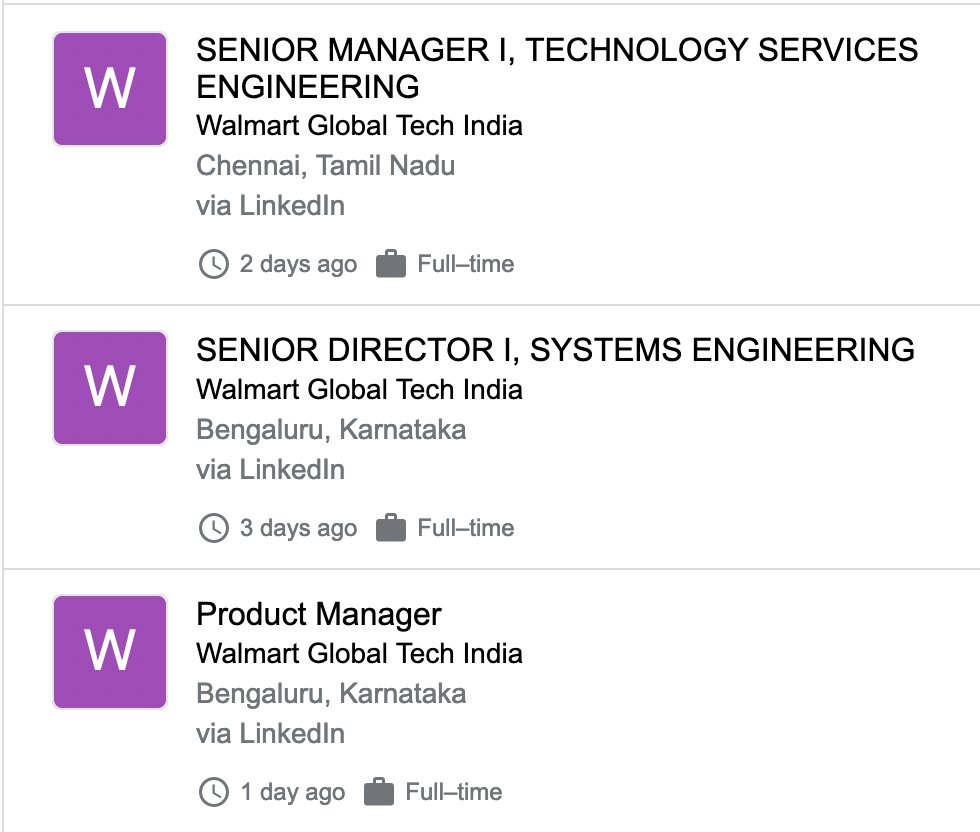 W
SENIOR MANAGER I, TECHNOLOGY SERVICES
ENGINEERING
Walmart Global Tech India
Chennai, Tamil Nadu
via LinkedIn
2 days ago Full–time
W
SENIOR DIRECTOR I, SYSTEMS ENGINEERING
Walmart Global Tech India
Bengaluru, Karnataka
via LinkedIn
3 days ago Full–time
W
Product Manager
Walmart Global Tech India
Bengaluru, Karnataka
via LinkedIn
1 day ago Full–time